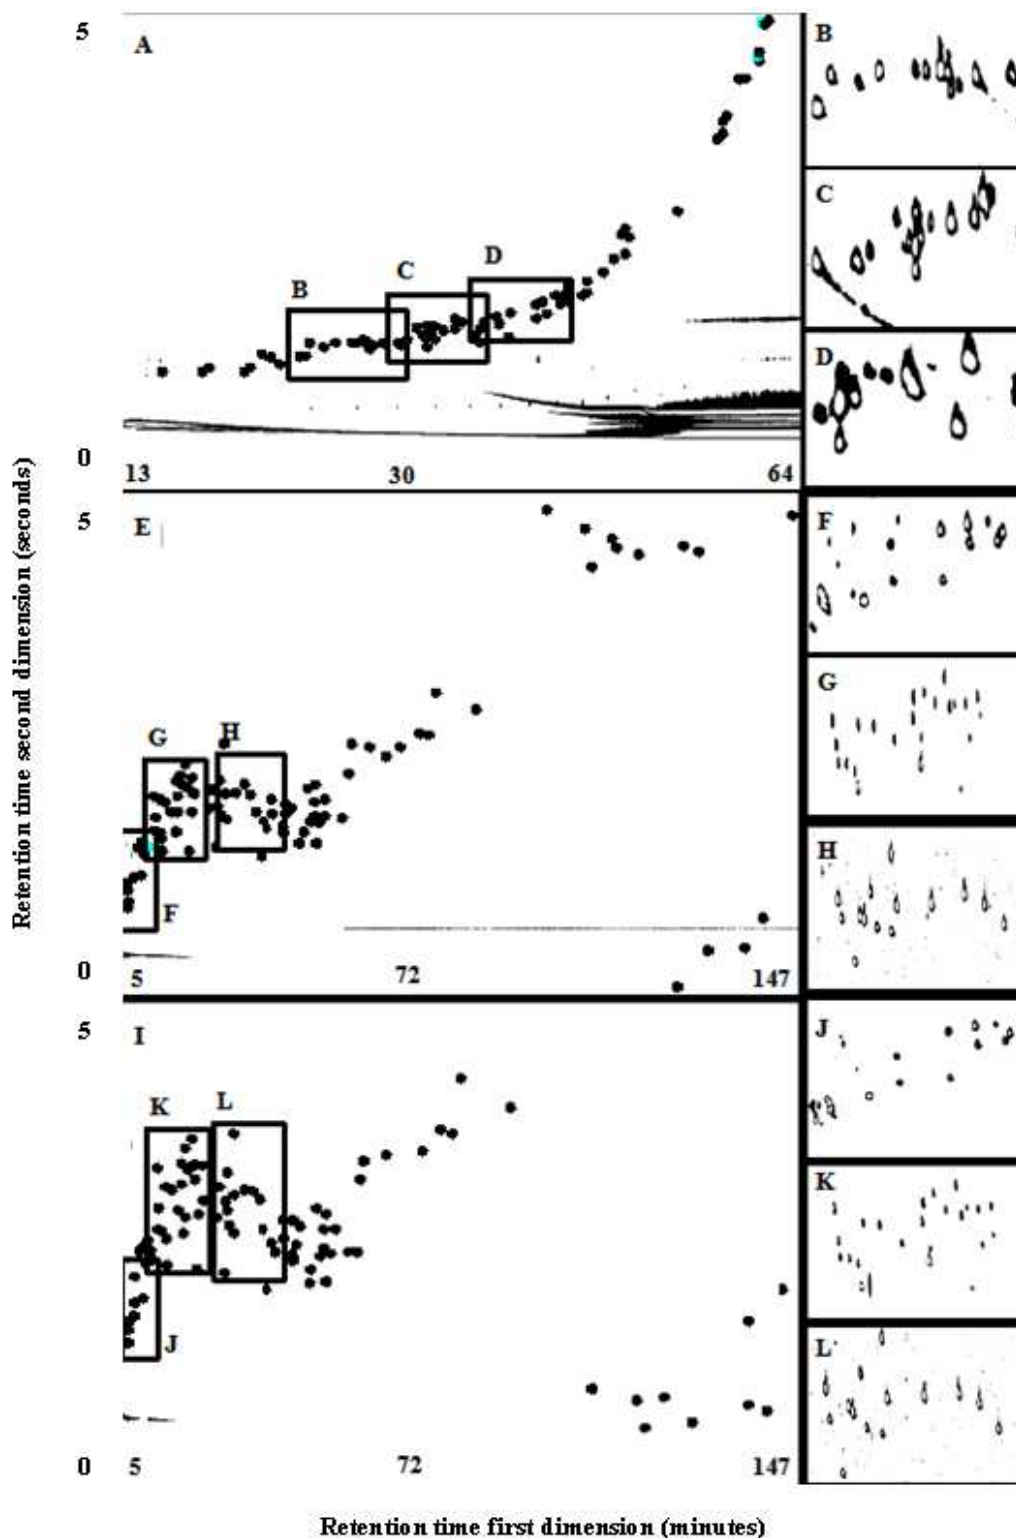 5
A
B
C
D
B
C
D
0
13 30 64
Retention time second dimension (seconds)
5
E
F
G
H
G
H
F
0
5 72 147
5
I
J
K
L
K
L
J
0
5 72 147
Retention time first dimension (minutes)